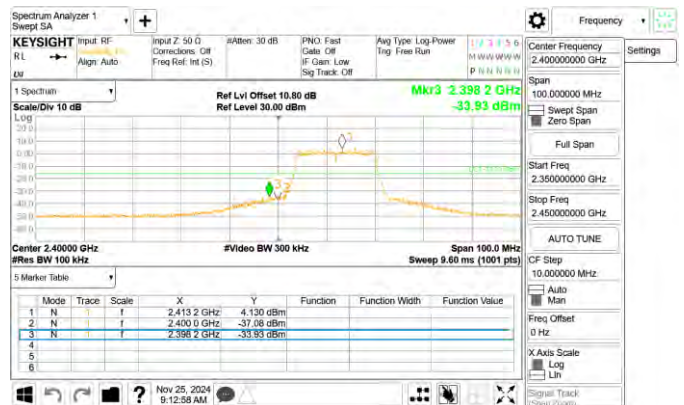 Spectrum Analyzer 1
Swept SA
+
Frequency
KEYSIGHT
RL
Input: RF
Align: Auto
Input Z: 50 Ω
Corrections: Off
Freq Ref: Int (S)
#Atten: 30 dB
PNO: Fast
Gate: Off
IF Gain: Low
Sig Track: Off
Avg Type: Log-Power
Trig: Free Run
P N N N N N
1 Spectrum
Scale/Div 10 dB
Ref Lvl Offset 10.80 dB
Ref Level 30.00 dBm
Mkr3 2.398 2 GHz
-33.93 dBm
Log
Center 2.40000 GHz
#Res BW 100 kHz
#Video BW 300 kHz
Span 100.0 MHz
Sweep 9.60 ms (1001 pts)
5 Marker Table
Mode Trace Scale X Y Function Function Width Function Value
1 N 1 f 2.413 2 GHz 4.130 dBm
2 N 1 f 2.400 0 GHz -37.08 dBm
3 N 1 f 2.398 2 GHz -33.93 dBm
4
5
6
Nov 25, 2024
9:12:58 AM
Center Frequency
2.400000000 GHz
Settings
Span
100.000000 MHz
Swept Span
Zero Span
Full Span
Start Freq
2.350000000 GHz
Stop Freq
2.450000000 GHz
AUTO TUNE
CF Step
10.000000 MHz
Auto
Man
Freq Offset
0 Hz
X Axis Scale
Log
Lin
Signal Track
(Span Zoom)